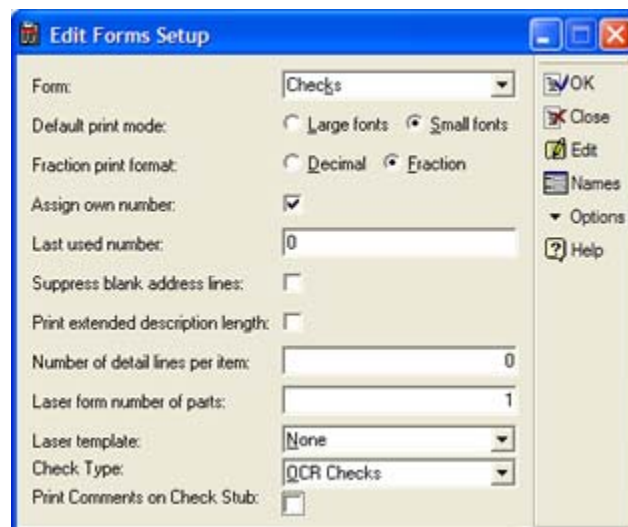 Edit Forms Setup
Form: Checks
Default print mode: Large fonts Small fonts
Fraction print format: Decimal Fraction
Assign own number:
Last used number: 0
Suppress blank address lines:
Print extended description length:
Number of detail lines per item: 0
Laser form number of parts: 1
Laser template: None
Check Type: OCR Checks
Print Comments on Check Stub:
OK
Close
Edit
Names
Options
Help